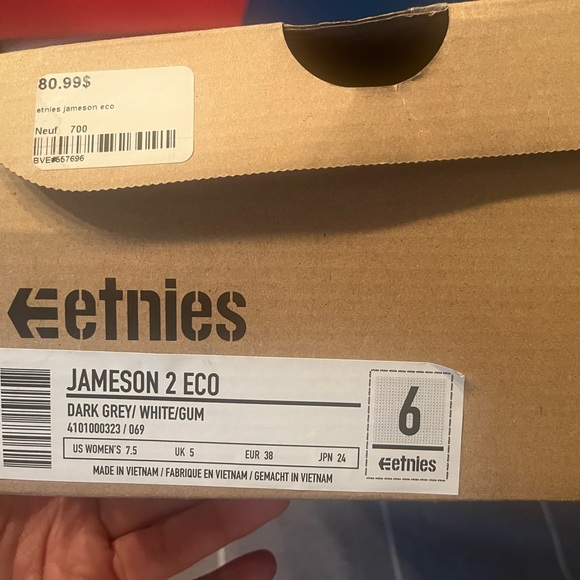 80.99$
etnies jameson eco
Neuf 700
BVE#557696
etnies
JAMESON 2 ECO
DARK GREY/ WHITE/GUM
4101000323 / 069
US WOMEN'S 7.5 UK 5 EUR 38 JPN 24
MADE IN VIETNAM / FABRIQUE EN VIETNAM / GEMACHT IN VIETNAM
6
etnies